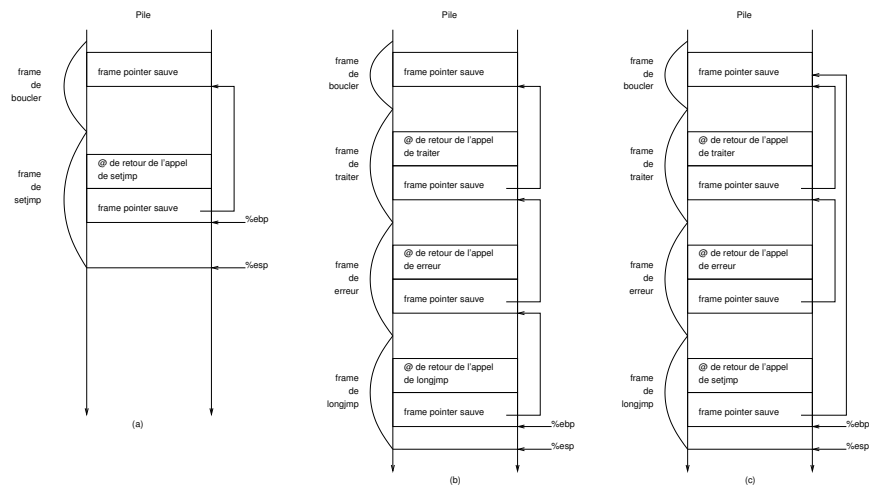 Pile
frame
de
boucler
frame pointer sauve
@ de retour de l'appel
de setjmp
frame
de
setjmp
frame pointer sauve
%ebp
%esp
(a)
Pile
frame
de
boucler
frame pointer sauve
@ de retour de l'appel
de traiter
frame
de
traiter
frame pointer sauve
@ de retour de l'appel
de erreur
frame
de
erreur
frame pointer sauve
@ de retour de l'appel
de longjmp
frame
de
longjmp
frame pointer sauve
%ebp
%esp
(b)
Pile
frame
de
boucler
frame pointer sauve
@ de retour de l'appel
de traiter
frame
de
traiter
frame pointer sauve
@ de retour de l'appel
de erreur
frame
de
erreur
frame pointer sauve
@ de retour de l'appel
de setjmp
frame
de
longjmp
frame pointer sauve
%ebp
%esp
(c)